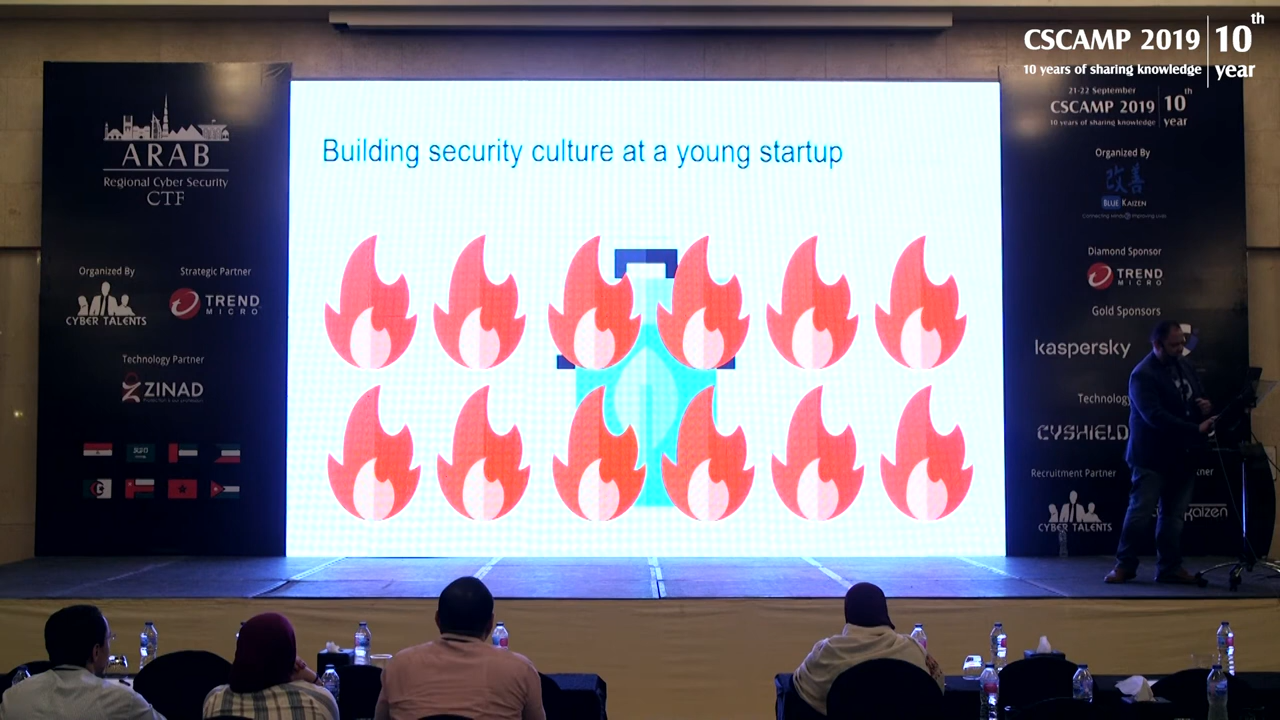 CSCAMP 2019 | 10th year
10 years of sharing knowledge
21-22 September
CSCAMP 2019 | 10th year
10 years of sharing knowledge
ARAB
Regional Cyber Security
CTF
Organized By
CYBER TALENTS
Strategic Partner
TREND
MICRO
Technology Partner
ZINAD
Building security culture at a young startup
Organized By
改善
BLUE KAIZEN
Diamond Sponsor
TREND
MICRO
Gold Sponsors
kaspersky
Technology
CYSHIELD
Recruitment Partner
CYBER TALENTS
kaizen